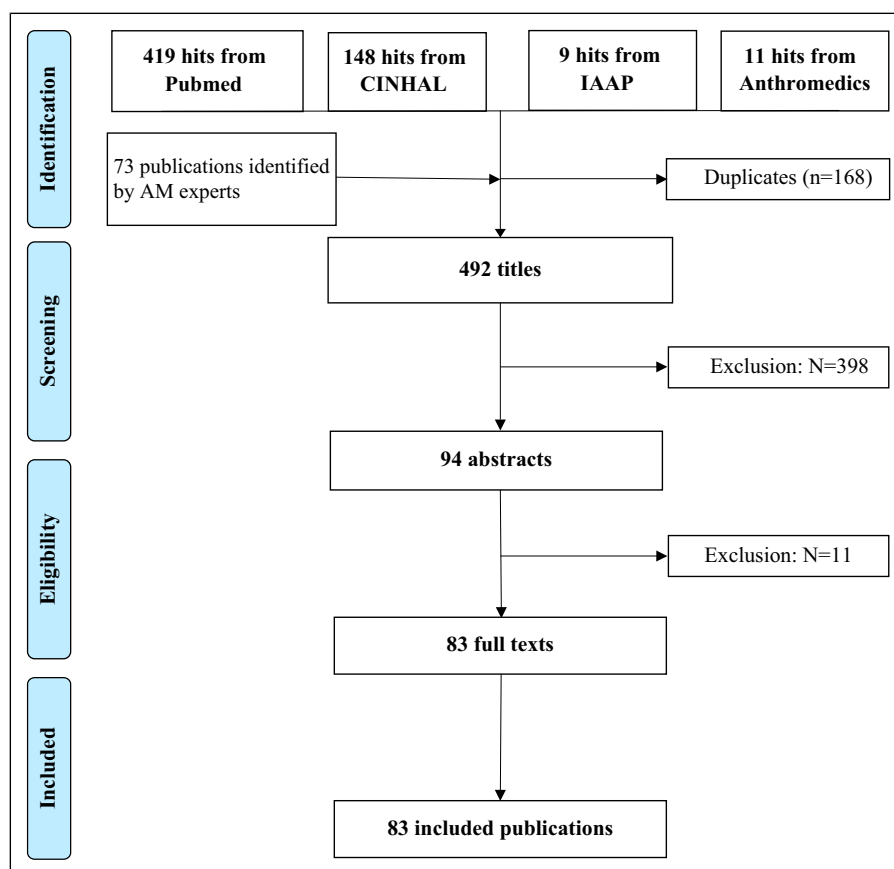 419 hits from
Pubmed
148 hits from
CINHAL
9 hits from
IAAP
11 hits from
Anthromedics
Identification
73 publications identified
by AM experts
Duplicates (n=168)
492 titles
Screening
Exclusion: N=398
94 abstracts
Eligibility
Exclusion: N=11
83 full texts
Included
83 included publications